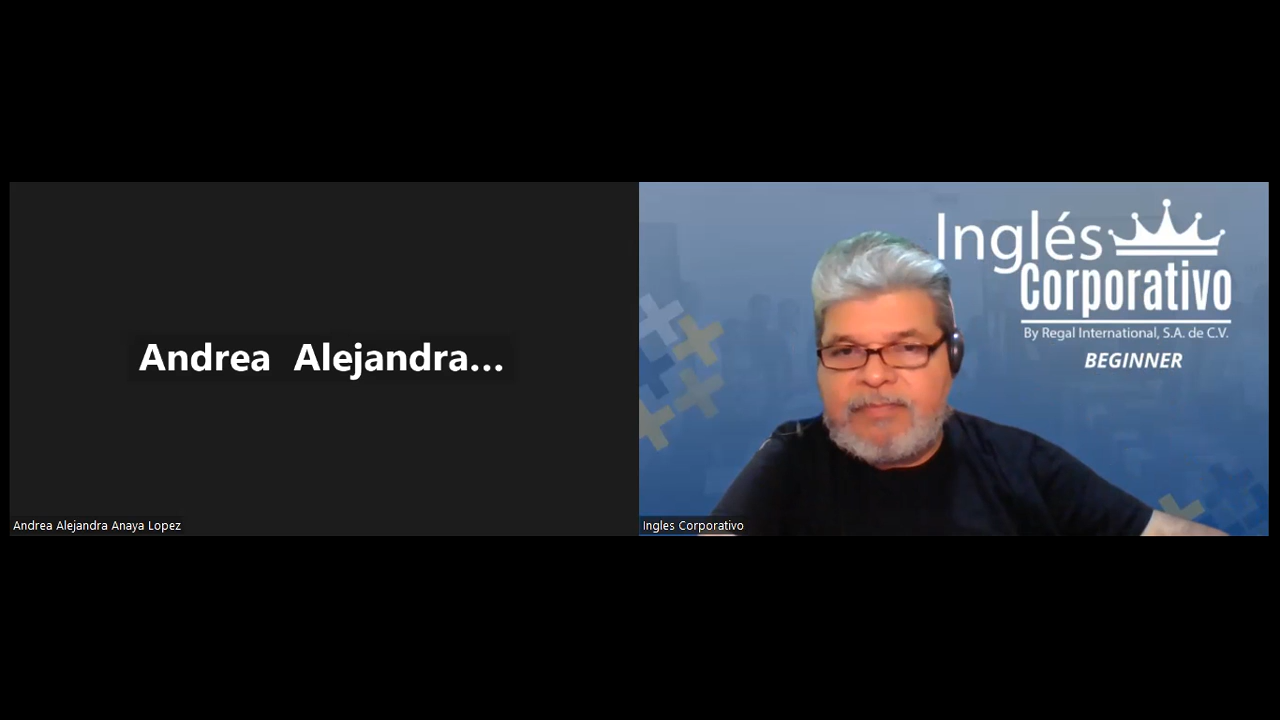 Andrea Alejandra...
Andrea Alejandra Anaya Lopez
Inglés
Corporativo
By Regal International, S.A. de C.V.
BEGINNER
Ingles Corporativo